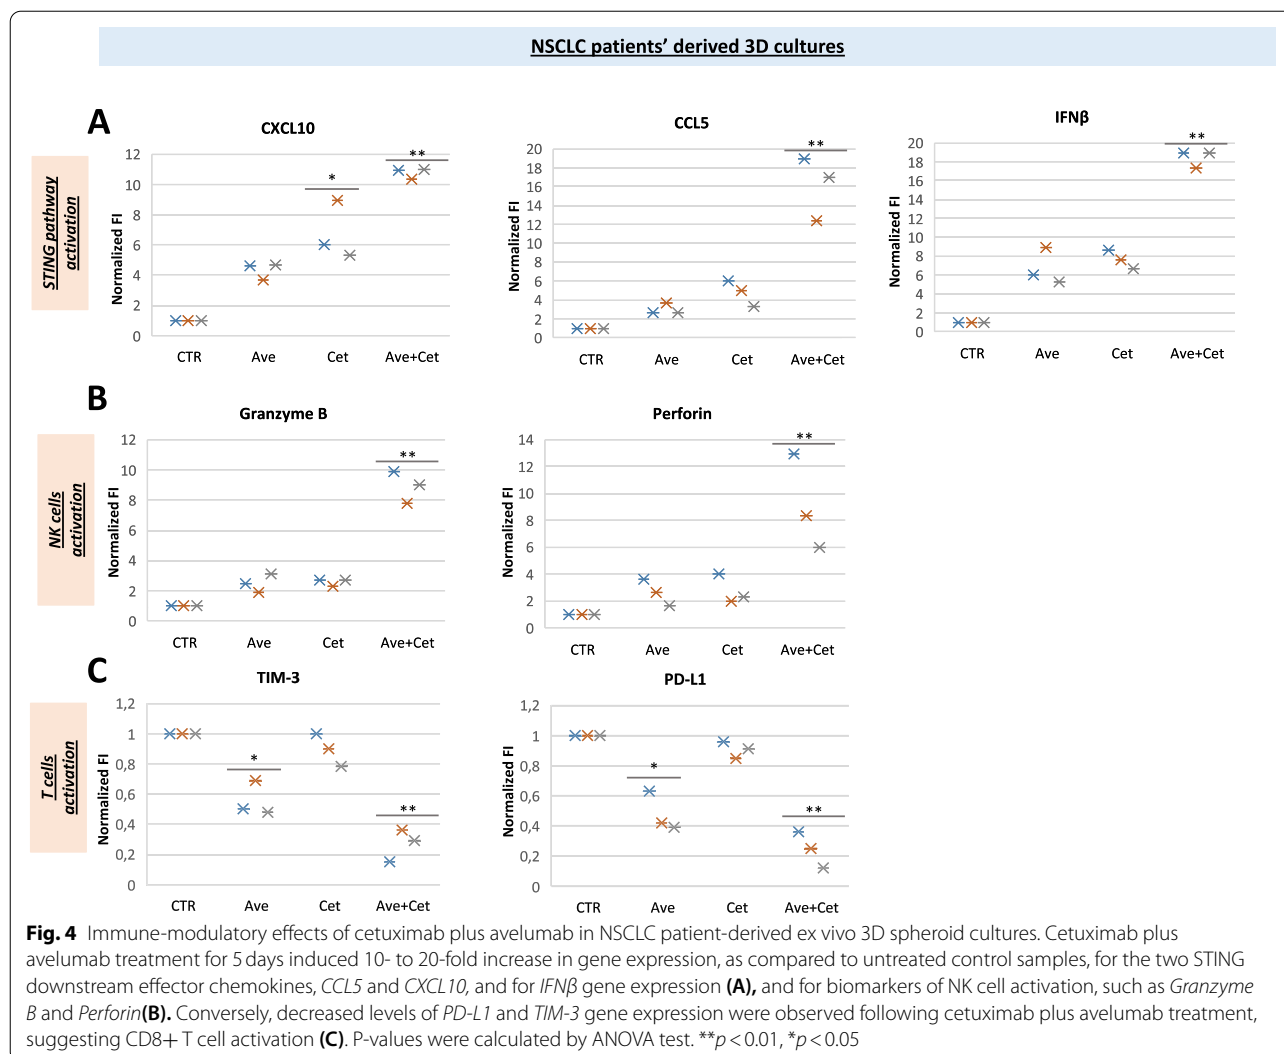 NSCLC patients' derived 3D cultures
A
STING pathway
activation
CXCL10
Normalized FI
12
10
8
6
4
2
0
*
**
CTR Ave Cet Ave+Cet
CCL5
Normalized FI
20
18
16
14
12
10
8
6
4
2
0
**
CTR Ave Cet Ave+Cet
IFNβ
Normalized FI
20
18
16
14
12
10
8
6
4
2
0
**
CTR Ave Cet Ave+Cet
B
NK cells
activation
Granzyme B
Normalized FI
12
10
8
6
4
2
0
**
CTR Ave Cet Ave+Cet
Perforin
Normalized FI
14
12
10
8
6
4
2
0
**
CTR Ave Cet Ave+Cet
C
T cells
activation
TIM-3
Normalized FI
1,2
1
0,8
0,6
0,4
0,2
0
*
**
CTR Ave Cet Ave+Cet
PD-L1
Normalized FI
1,2
1
0,8
0,6
0,4
0,2
0
*
**
CTR Ave Cet Ave+Cet
Fig. 4 Immune-modulatory effects of cetuximab plus avelumab in NSCLC patient-derived ex vivo 3D spheroid cultures. Cetuximab plus
avelumab treatment for 5 days induced 10- to 20-fold increase in gene expression, as compared to untreated control samples, for the two STING
downstream effector chemokines, CCL5 and CXCL10, and for IFNβ gene expression (A), and for biomarkers of NK cell activation, such as Granzyme
B and Perforin(B). Conversely, decreased levels of PD-L1 and TIM-3 gene expression were observed following cetuximab plus avelumab treatment,
suggesting CD8+ T cell activation (C). P-values were calculated by ANOVA test. **p < 0.01, *p < 0.05